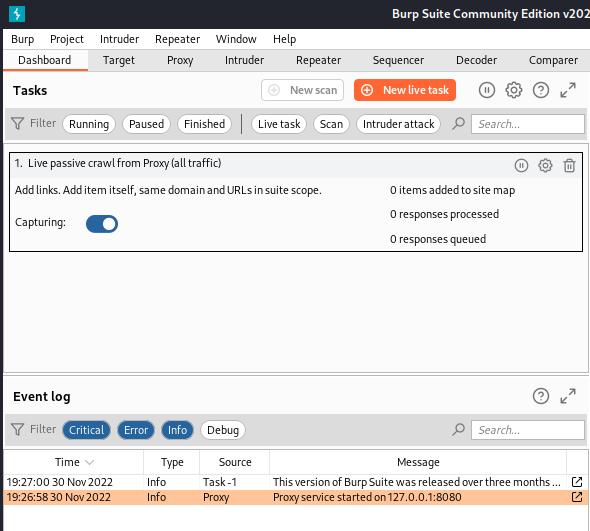 Burp Suite Community Edition v202
Burp Project Intruder Repeater Window Help
Dashboard Target Proxy Intruder Repeater Sequencer Decoder Comparer
Tasks New scan New live task
Filter Running Paused Finished Live task Scan Intruder attack Search...
1. Live passive crawl from Proxy (all traffic)
Add links. Add item itself, same domain and URLs in suite scope. 0 items added to site map
0 responses processed
Capturing:
0 responses queued
Event log
Filter Critical Error Info Debug Search...
Time Type Source Message
19:27:00 30 Nov 2022 Info Task -1 This version of Burp Suite was released over three months ...
19:26:58 30 Nov 2022 Info Proxy Proxy service started on 127.0.0.1:8080